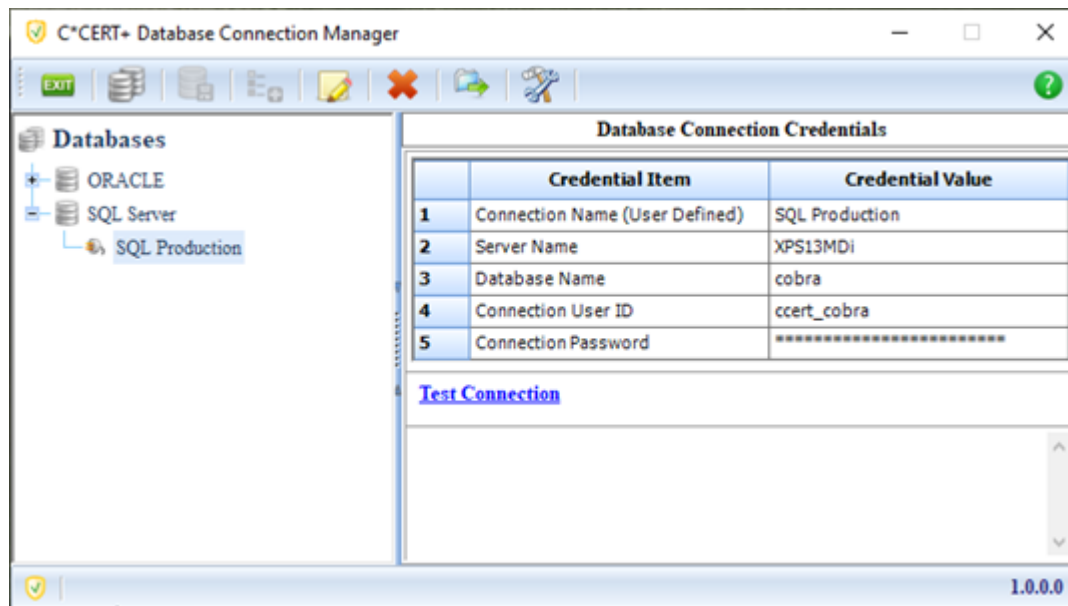 C*CERT+ Database Connection Manager
EXIT
?
Databases
ORACLE
SQL Server
SQL Production
Database Connection Credentials
Credential Item Credential Value
1 Connection Name (User Defined) SQL Production
2 Server Name XPS13MDi
3 Database Name cobra
4 Connection User ID ccert_cobra
5 Connection Password ************************
Test Connection
1.0.0.0